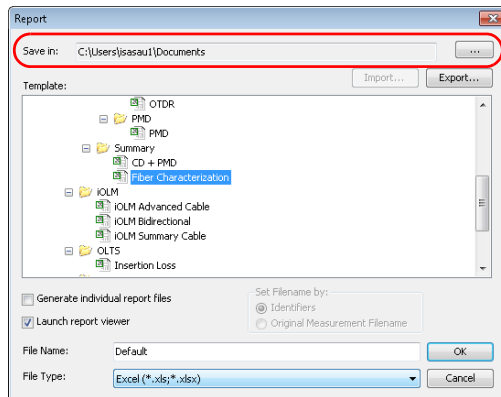 Report
Save in: C:\Users\isasau1\Documents ...
Import... Export...
Template:
OTDR
PMD
PMD
Summary
CD + PMD
Fiber Characterization
iOLM
iOLM Advanced Cable
iOLM Bidirectional
iOLM Summary Cable
OLTS
Insertion Loss
Generate individual report files
Launch report viewer
Set Filename by:
Identifiers
Original Measurement Filename
File Name: Default OK
File Type: Excel (*.xls;*.xlsx) Cancel